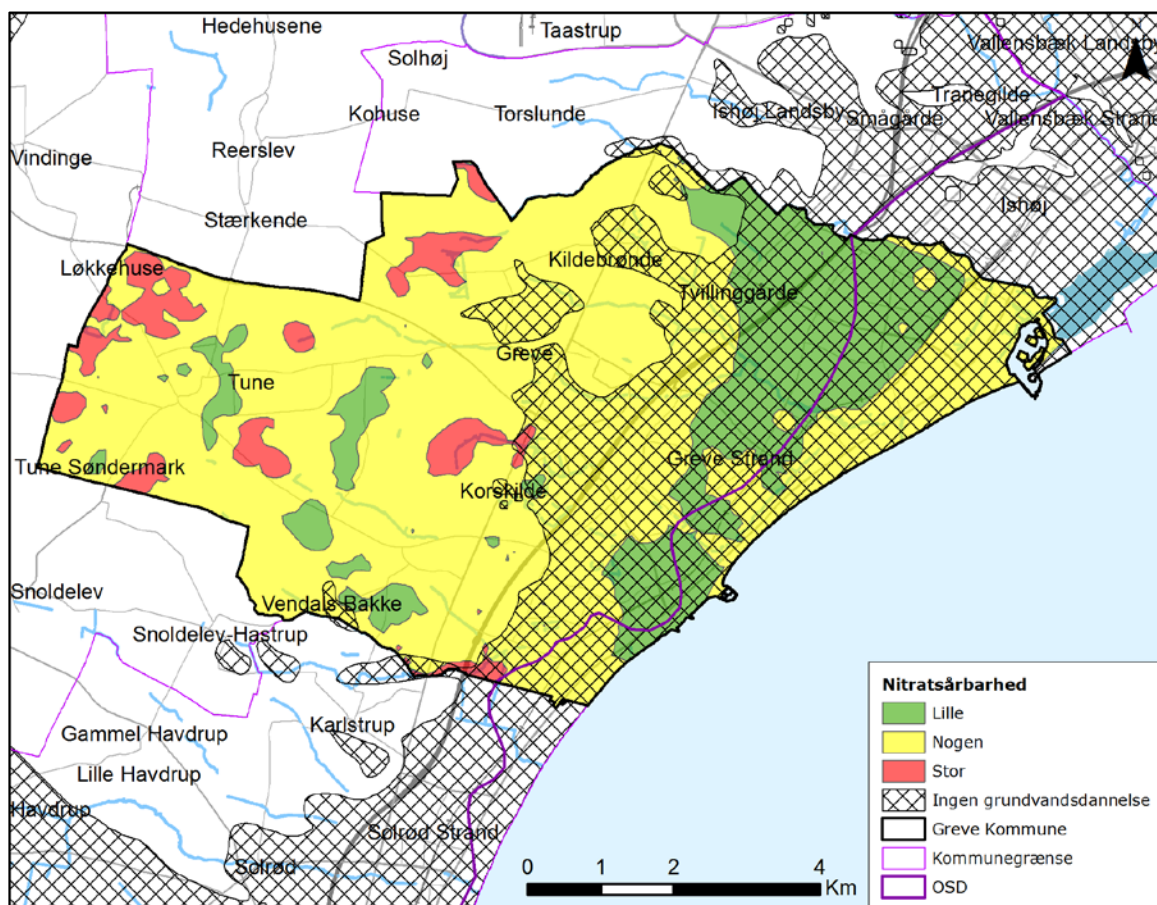 Hedehusene
Taastrup
Solhøj
Vallensbæk Landsby
Kohuse
Torslunde
Ishøj Landsby
Smågårde
Tranegilde
Vallensbæk Strand
Vindinge
Reerslev
Stærkende
Ishøj
Løkkehuse
Kildebrønde
Tvillinggårde
Greve
Tune
Tune Søndermark
Greve Strand
Korskilde
Snoldelev
Vendals Bakke
Snoldelev-Hastrup
Gammel Havdrup
Karlstrup
Lille Havdrup
Havdrup
Solrød Strand
Solrød
Nitratsårbarhed
Lille
Nogen
Stor
Ingen grundvandsdannelse
Greve Kommune
Kommunegrænse
OSD
0 1 2 4
Km